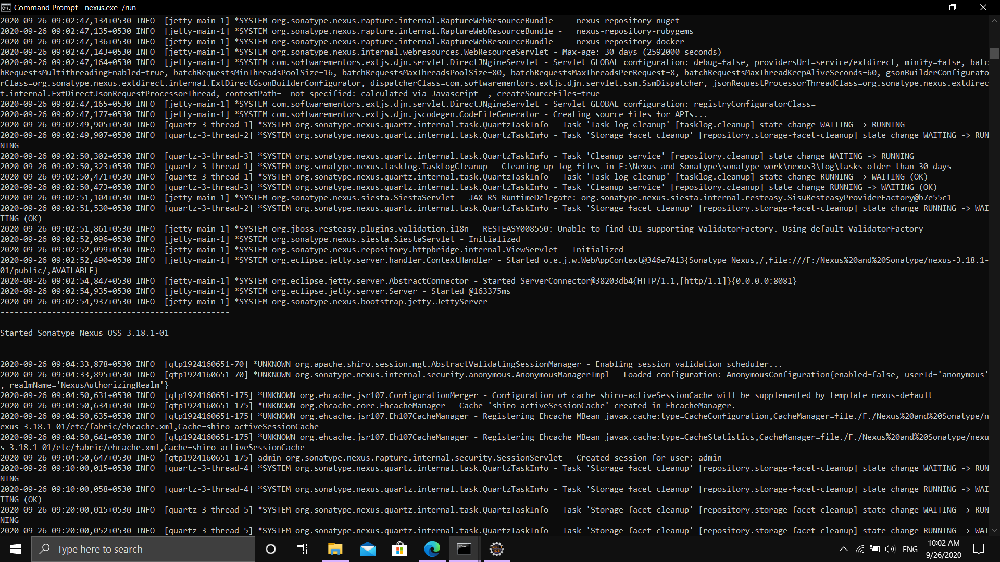 Command Prompt - nexus.exe  /run
2020-09-26 09:02:47,134+0530 INFO  [jetty-main-1] *SYSTEM org.sonatype.nexus.rapture.internal.RaptureWebResourceBundle -   nexus-repository-nuget
2020-09-26 09:02:47,135+0530 INFO  [jetty-main-1] *SYSTEM org.sonatype.nexus.rapture.internal.RaptureWebResourceBundle -   nexus-repository-rubygems
2020-09-26 09:02:47,136+0530 INFO  [jetty-main-1] *SYSTEM org.sonatype.nexus.rapture.internal.RaptureWebResourceBundle -   nexus-repository-docker
2020-09-26 09:02:47,143+0530 INFO  [jetty-main-1] *SYSTEM org.sonatype.nexus.internal.webresources.WebResourceServlet - Max-age: 30 days (2592000 seconds)
2020-09-26 09:02:47,164+0530 INFO  [jetty-main-1] *SYSTEM com.softwarementors.extjs.djn.servlet.DirectJNgineServlet - Servlet GLOBAL configuration: debug=false, providersUrl=service/extdirect, minify=false, batc
hRequestsMultithreadingEnabled=true, batchRequestsMinThreadsPoolSize=16, batchRequestsMaxThreadsPoolSize=80, batchRequestsMaxThreadsPerRequest=8, batchRequestsMaxThreadKeepAliveSeconds=60, gsonBuilderConfigurato
rClass=org.sonatype.nexus.extdirect.internal.ExtDirectGsonBuilderConfigurator, dispatcherClass=com.softwarementors.extjs.djn.servlet.ssm.SsmDispatcher, jsonRequestProcessorThreadClass=org.sonatype.nexus.extdirec
t.internal.ExtDirectJsonRequestProcessorThread, contextPath=--not specified: calculated via Javascript--, createSourceFiles=true
2020-09-26 09:02:47,165+0530 INFO  [jetty-main-1] *SYSTEM com.softwarementors.extjs.djn.servlet.DirectJNgineServlet - Servlet GLOBAL configuration: registryConfiguratorClass=
2020-09-26 09:02:47,177+0530 INFO  [jetty-main-1] *SYSTEM com.softwarementors.extjs.djn.jscodegen.CodeFileGenerator - Creating source files for APIs...
2020-09-26 09:02:49,905+0530 INFO  [quartz-3-thread-1] *SYSTEM org.sonatype.nexus.quartz.internal.task.QuartzTaskInfo - Task 'Task log cleanup' [tasklog.cleanup] state change WAITING -> RUNNING
2020-09-26 09:02:49,907+0530 INFO  [quartz-3-thread-2] *SYSTEM org.sonatype.nexus.quartz.internal.task.QuartzTaskInfo - Task 'Storage facet cleanup' [repository.storage-facet-cleanup] state change WAITING -> RUN
NING
2020-09-26 09:02:50,302+0530 INFO  [quartz-3-thread-3] *SYSTEM org.sonatype.nexus.quartz.internal.task.QuartzTaskInfo - Task 'Cleanup service' [repository.cleanup] state change WAITING -> RUNNING
2020-09-26 09:02:50,323+0530 INFO  [quartz-3-thread-1] *SYSTEM org.sonatype.nexus.tasklog.TaskLogCleanup - Cleaning up log files in F:\Nexus and Sonatype\sonatype-work\nexus3\log\tasks older than 30 days
2020-09-26 09:02:50,471+0530 INFO  [quartz-3-thread-1] *SYSTEM org.sonatype.nexus.quartz.internal.task.QuartzTaskInfo - Task 'Task log cleanup' [tasklog.cleanup] state change RUNNING -> WAITING (OK)
2020-09-26 09:02:50,473+0530 INFO  [quartz-3-thread-3] *SYSTEM org.sonatype.nexus.quartz.internal.task.QuartzTaskInfo - Task 'Cleanup service' [repository.cleanup] state change RUNNING -> WAITING (OK)
2020-09-26 09:02:51,104+0530 INFO  [jetty-main-1] *SYSTEM org.sonatype.nexus.siesta.SiestaServlet - JAX-RS RuntimeDelegate: org.sonatype.nexus.siesta.internal.resteasy.SisuResteasyProviderFactory@b7e55c1
2020-09-26 09:02:51,530+0530 INFO  [quartz-3-thread-2] *SYSTEM org.sonatype.nexus.quartz.internal.task.QuartzTaskInfo - Task 'Storage facet cleanup' [repository.storage-facet-cleanup] state change RUNNING -> WAI
TING (OK)
2020-09-26 09:02:51,861+0530 INFO  [jetty-main-1] *SYSTEM org.jboss.resteasy.plugins.validation.i18n - RESTEASY008550: Unable to find CDI supporting ValidatorFactory. Using default ValidatorFactory
2020-09-26 09:02:52,096+0530 INFO  [jetty-main-1] *SYSTEM org.sonatype.nexus.siesta.SiestaServlet - Initialized
2020-09-26 09:02:52,099+0530 INFO  [jetty-main-1] *SYSTEM org.sonatype.nexus.repository.httpbridge.internal.ViewServlet - Initialized
2020-09-26 09:02:52,490+0530 INFO  [jetty-main-1] *SYSTEM org.eclipse.jetty.server.handler.ContextHandler - Started o.e.j.w.WebAppContext@346e7413{Sonatype Nexus,/,file:///F:/Nexus%20and%20Sonatype/nexus-3.18.1-
01/public/,AVAILABLE}
2020-09-26 09:02:54,847+0530 INFO  [jetty-main-1] *SYSTEM org.eclipse.jetty.server.AbstractConnector - Started ServerConnector@38203db4{HTTP/1.1,[http/1.1]}{0.0.0.0:8081}
2020-09-26 09:02:54,935+0530 INFO  [jetty-main-1] *SYSTEM org.eclipse.jetty.server.Server - Started @163375ms
2020-09-26 09:02:54,937+0530 INFO  [jetty-main-1] *SYSTEM org.sonatype.nexus.bootstrap.jetty.JettyServer -
-------------------------------------------------
Started Sonatype Nexus OSS 3.18.1-01
-------------------------------------------------
2020-09-26 09:04:33,878+0530 INFO  [qtp1924160651-70] *UNKNOWN org.apache.shiro.session.mgt.AbstractValidatingSessionManager - Enabling session validation scheduler...
2020-09-26 09:04:33,895+0530 INFO  [qtp1924160651-70] *UNKNOWN org.sonatype.nexus.internal.security.anonymous.AnonymousManagerImpl - Loaded configuration: AnonymousConfiguration{enabled=false, userId='anonymous'
, realmName='NexusAuthorizingRealm'}
2020-09-26 09:04:50,631+0530 INFO  [qtp1924160651-175] *UNKNOWN org.ehcache.jsr107.ConfigurationMerger - Configuration of cache shiro-activeSessionCache will be supplemented by template nexus-default
2020-09-26 09:04:50,634+0530 INFO  [qtp1924160651-175] *UNKNOWN org.ehcache.core.EhcacheManager - Cache 'shiro-activeSessionCache' created in EhcacheManager.
2020-09-26 09:04:50,635+0530 INFO  [qtp1924160651-175] *UNKNOWN org.ehcache.jsr107.Eh107CacheManager - Registering Ehcache MBean javax.cache:type=CacheConfiguration,CacheManager=file./F./Nexus%20and%20Sonatype/n
exus-3.18.1-01/etc/fabric/ehcache.xml,Cache=shiro-activeSessionCache
2020-09-26 09:04:50,641+0530 INFO  [qtp1924160651-175] *UNKNOWN org.ehcache.jsr107.Eh107CacheManager - Registering Ehcache MBean javax.cache:type=CacheStatistics,CacheManager=file./F./Nexus%20and%20Sonatype/nexu
s-3.18.1-01/etc/fabric/ehcache.xml,Cache=shiro-activeSessionCache
2020-09-26 09:04:50,647+0530 INFO  [qtp1924160651-175] admin org.sonatype.nexus.rapture.internal.security.SessionServlet - Created session for user: admin
2020-09-26 09:10:00,015+0530 INFO  [quartz-3-thread-4] *SYSTEM org.sonatype.nexus.quartz.internal.task.QuartzTaskInfo - Task 'Storage facet cleanup' [repository.storage-facet-cleanup] state change WAITING -> RUN
NING
2020-09-26 09:10:00,058+0530 INFO  [quartz-3-thread-4] *SYSTEM org.sonatype.nexus.quartz.internal.task.QuartzTaskInfo - Task 'Storage facet cleanup' [repository.storage-facet-cleanup] state change RUNNING -> WAI
TING (OK)
2020-09-26 09:20:00,015+0530 INFO  [quartz-3-thread-5] *SYSTEM org.sonatype.nexus.quartz.internal.task.QuartzTaskInfo - Task 'Storage facet cleanup' [repository.storage-facet-cleanup] state change WAITING -> RUN
NING
2020-09-26 09:20:00,052+0530 INFO  [quartz-3-thread-5] *SYSTEM org.sonatype.nexus.quartz.internal.task.QuartzTaskInfo - Task 'Storage facet cleanup' [repository.storage-facet-cleanup] state change RUNNING -> WAI
Type here to search
ENG
10:02 AM
9/26/2020